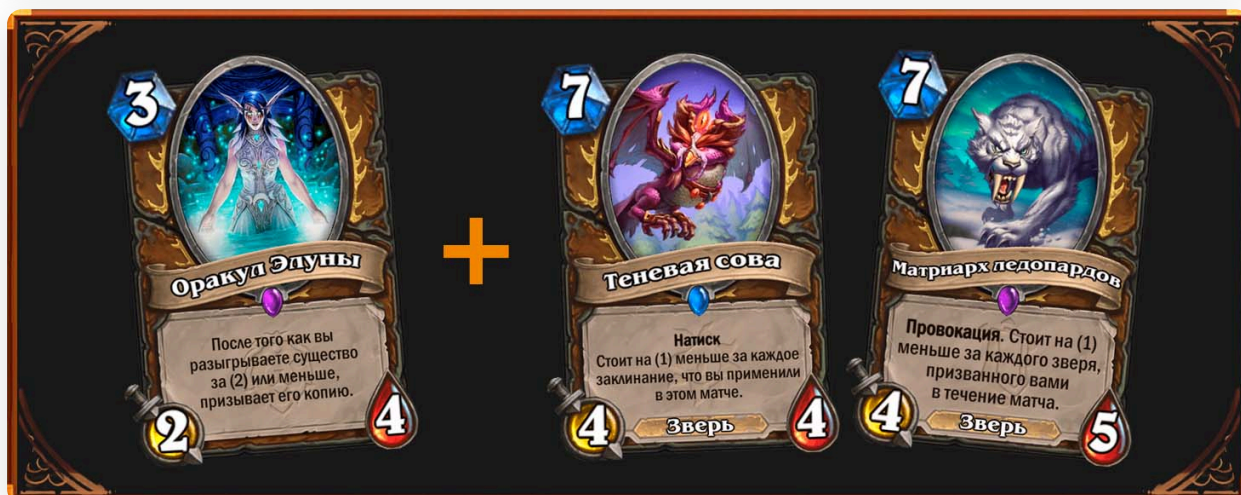 3
Оракул Элуны
После того как вы
разыгрываете существо
за (2) или меньше,
призывает его копию.
2
4
+
7
Теневая сова
Натиск
Стоит на (1) меньше за каждое
заклинание, что вы применили
в этом матче.
4
Зверь
4
7
Матриарх ледопардов
Провокация. Стоит на (1)
меньше за каждого зверя,
призванного вами
в течение матча.
4
Зверь
5